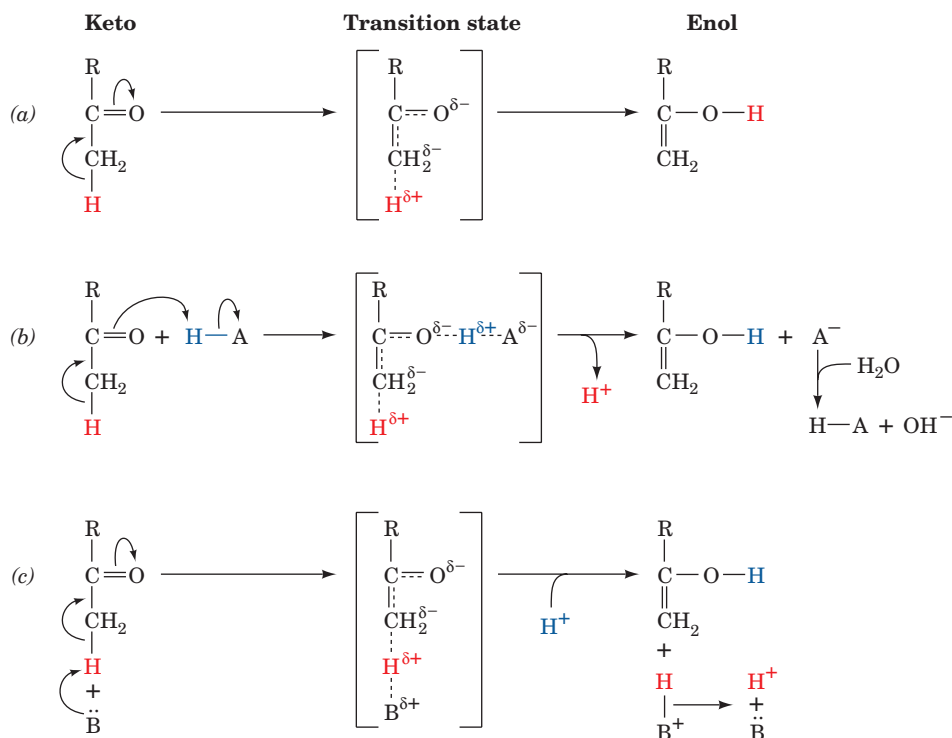 Keto Transition state Enol
R R R
(a) C=O C O^δ− C—O—H
CH₂ CH₂^δ− CH₂
H H^δ+
R R R
(b) C=O + H—A C O^δ− H^δ+ A^δ− C—O—H + A^−
CH₂ CH₂^δ− H^+ CH₂ H₂O
H H^δ+ H—A + OH^−
R R R
(c) C=O C O^δ− C—O—H
CH₂ CH₂^δ− H^+ CH₂
H H^δ+ +
+ H H^+
B̈ B^δ+ +
B^+ B̈